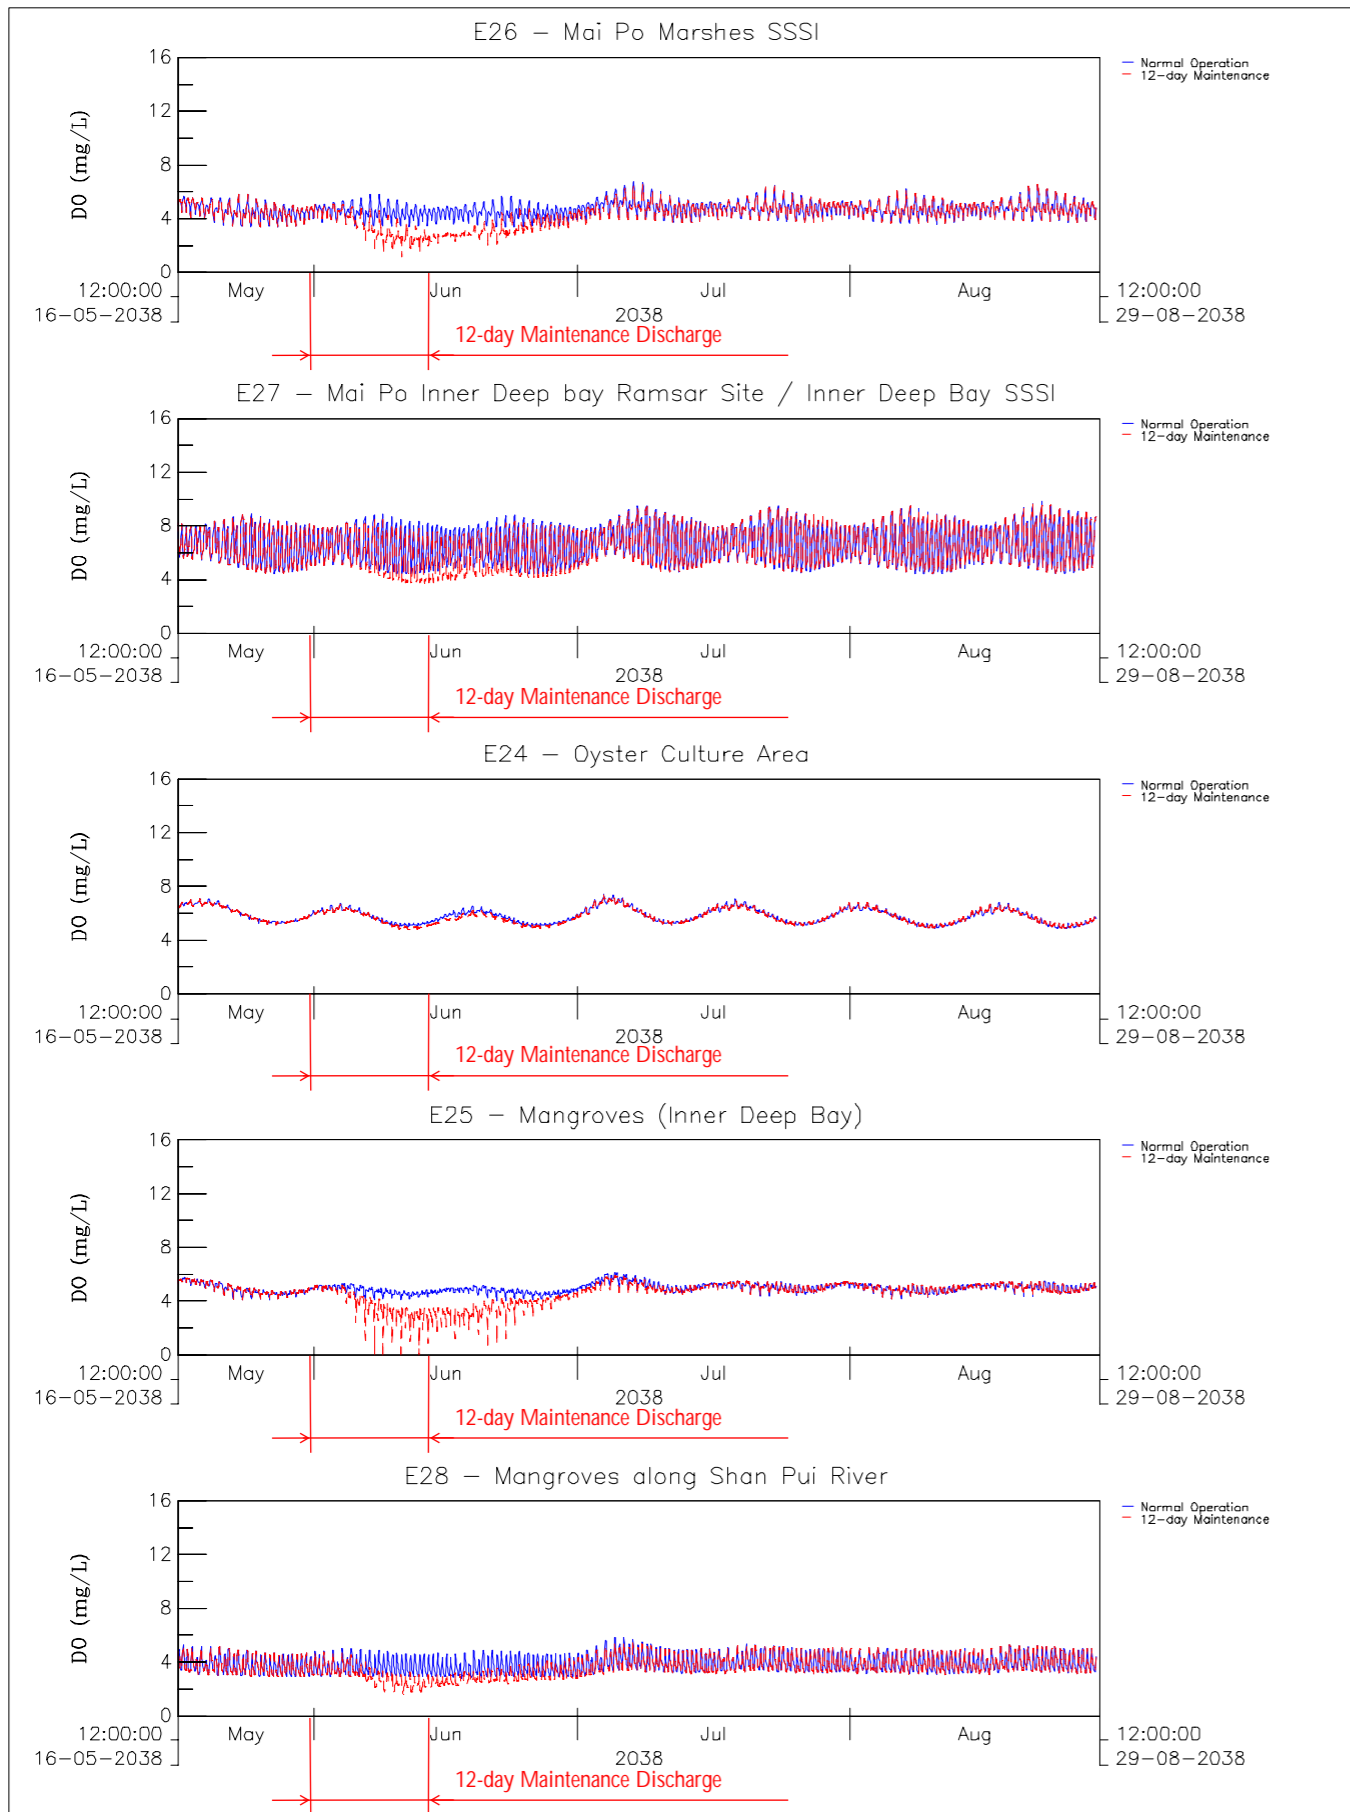 E26 – Mai Po Marshes SSSI
Normal Operation
12-day Maintenance
DO (mg/L)
16
12
8
4
0
12:00:00 May Jun Jul Aug 12:00:00
16-05-2038 2038 29-08-2038
12-day Maintenance Discharge
E27 – Mai Po Inner Deep bay Ramsar Site / Inner Deep Bay SSSI
Normal Operation
12-day Maintenance
DO (mg/L)
16
12
8
4
0
12:00:00 May Jun Jul Aug 12:00:00
16-05-2038 2038 29-08-2038
12-day Maintenance Discharge
E24 – Oyster Culture Area
Normal Operation
12-day Maintenance
DO (mg/L)
16
12
8
4
0
12:00:00 May Jun Jul Aug 12:00:00
16-05-2038 2038 29-08-2038
12-day Maintenance Discharge
E25 – Mangroves (Inner Deep Bay)
Normal Operation
12-day Maintenance
DO (mg/L)
16
12
8
4
0
12:00:00 May Jun Jul Aug 12:00:00
16-05-2038 2038 29-08-2038
12-day Maintenance Discharge
E28 – Mangroves along Shan Pui River
Normal Operation
12-day Maintenance
DO (mg/L)
16
12
8
4
0
12:00:00 May Jun Jul Aug 12:00:00
16-05-2038 2038 29-08-2038
12-day Maintenance Discharge